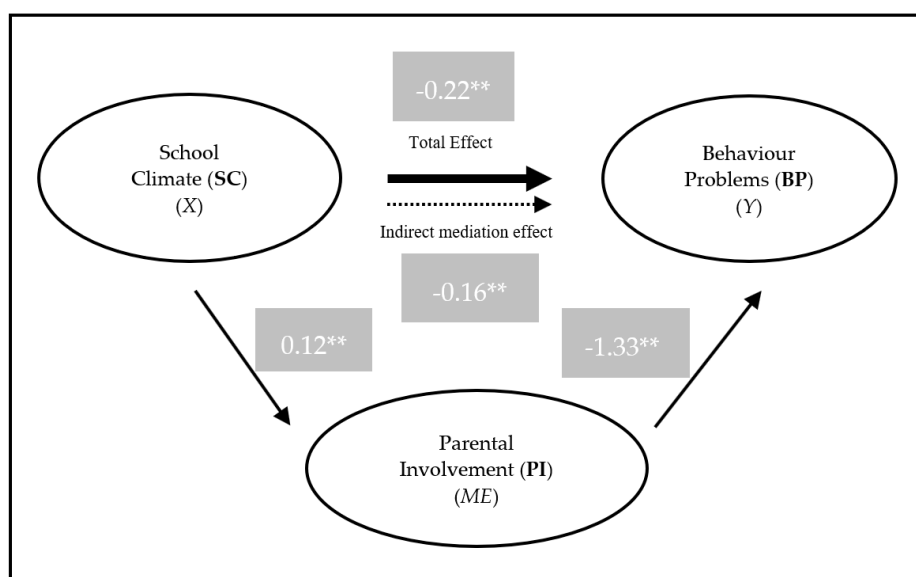 -0.22**
Total Effect
School
Climate (SC)
(X)
Behaviour
Problems (BP)
(Y)
Indirect mediation effect
-0.16**
0.12**
-1.33**
Parental
Involvement (PI)
(ME)